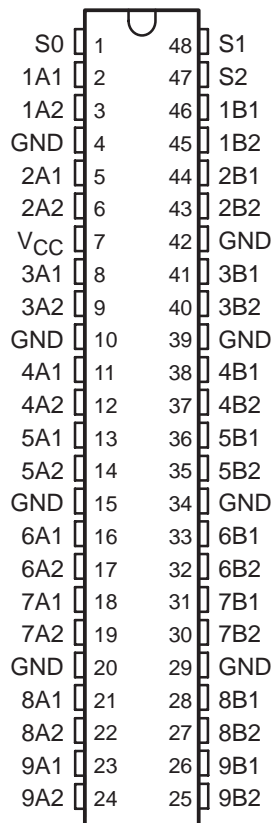 S0 1 48 S1
1A1 2 47 S2
1A2 3 46 1B1
GND 4 45 1B2
2A1 5 44 2B1
2A2 6 43 2B2
VCC 7 42 GND
3A1 8 41 3B1
3A2 9 40 3B2
GND 10 39 GND
4A1 11 38 4B1
4A2 12 37 4B2
5A1 13 36 5B1
5A2 14 35 5B2
GND 15 34 GND
6A1 16 33 6B1
6A2 17 32 6B2
7A1 18 31 7B1
7A2 19 30 7B2
GND 20 29 GND
8A1 21 28 8B1
8A2 22 27 8B2
9A1 23 26 9B1
9A2 24 25 9B2